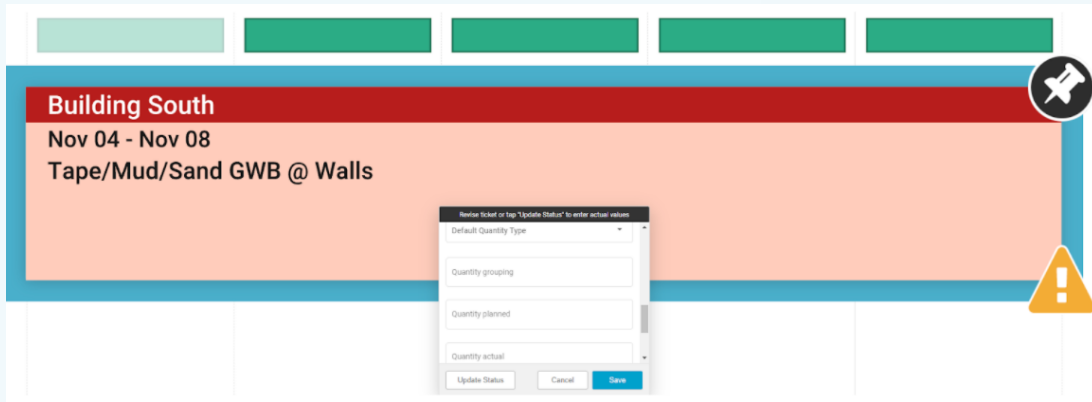 Building South
Nov 04 - Nov 08
Tape/Mud/Sand GWB @ Walls
Revise ticket or tap "Update Status" to enter actual values
Default Quantity Type
Quantity grouping
Quantity planned
Quantity actual
Update Status Cancel Save